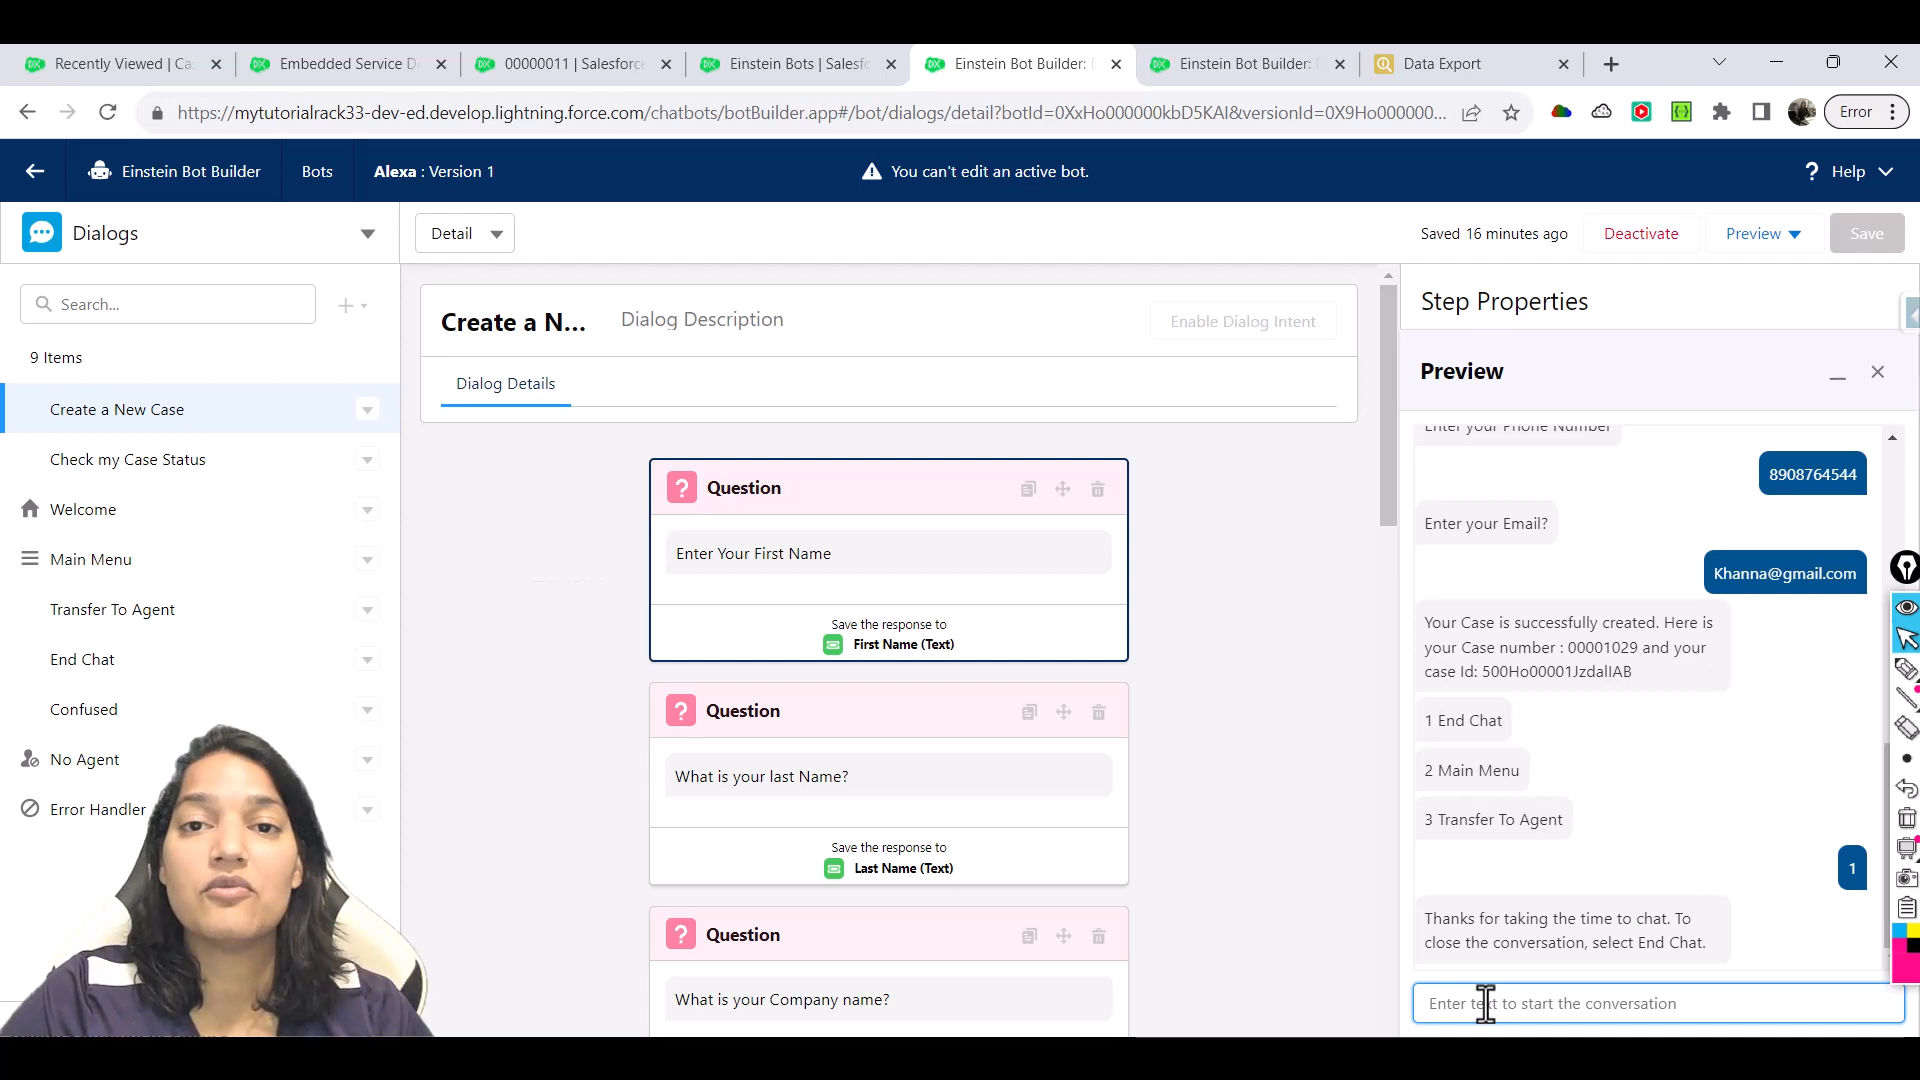 Recently Viewed | Ca
Embedded Service D
00000011 | Salesforce
Einstein Bots | Salesf
Einstein Bot Builder:
Einstein Bot Builder:
Data Export
https://mytutorialrack33-dev-ed.develop.lightning.force.com/chatbots/botBuilder.app#/bot/dialogs/detail?botId=0XxHo000000kbD5KAI&versionId=0X9Ho000000...
Error
Einstein Bot Builder
Bots
Alexa : Version 1
You can't edit an active bot.
? Help
Dialogs
Detail
Saved 16 minutes ago
Deactivate
Preview
Save
Search...
9 Items
Create a New Case
Check my Case Status
Welcome
Main Menu
Transfer To Agent
End Chat
Confused
No Agent
Error Handler
Create a N...
Dialog Description
Enable Dialog Intent
Dialog Details
? Question
Enter Your First Name
Save the response to
First Name (Text)
? Question
What is your last Name?
Save the response to
Last Name (Text)
? Question
What is your Company name?
Step Properties
Preview
Enter your Phone Number
8908764544
Enter your Email?
Khanna@gmail.com
Your Case is successfully created. Here is
your Case number : 00001029 and your
case Id: 500Ho00001JzdalIAB
1 End Chat
2 Main Menu
3 Transfer To Agent
1
Thanks for taking the time to chat. To
close the conversation, select End Chat.
Enter text to start the conversation